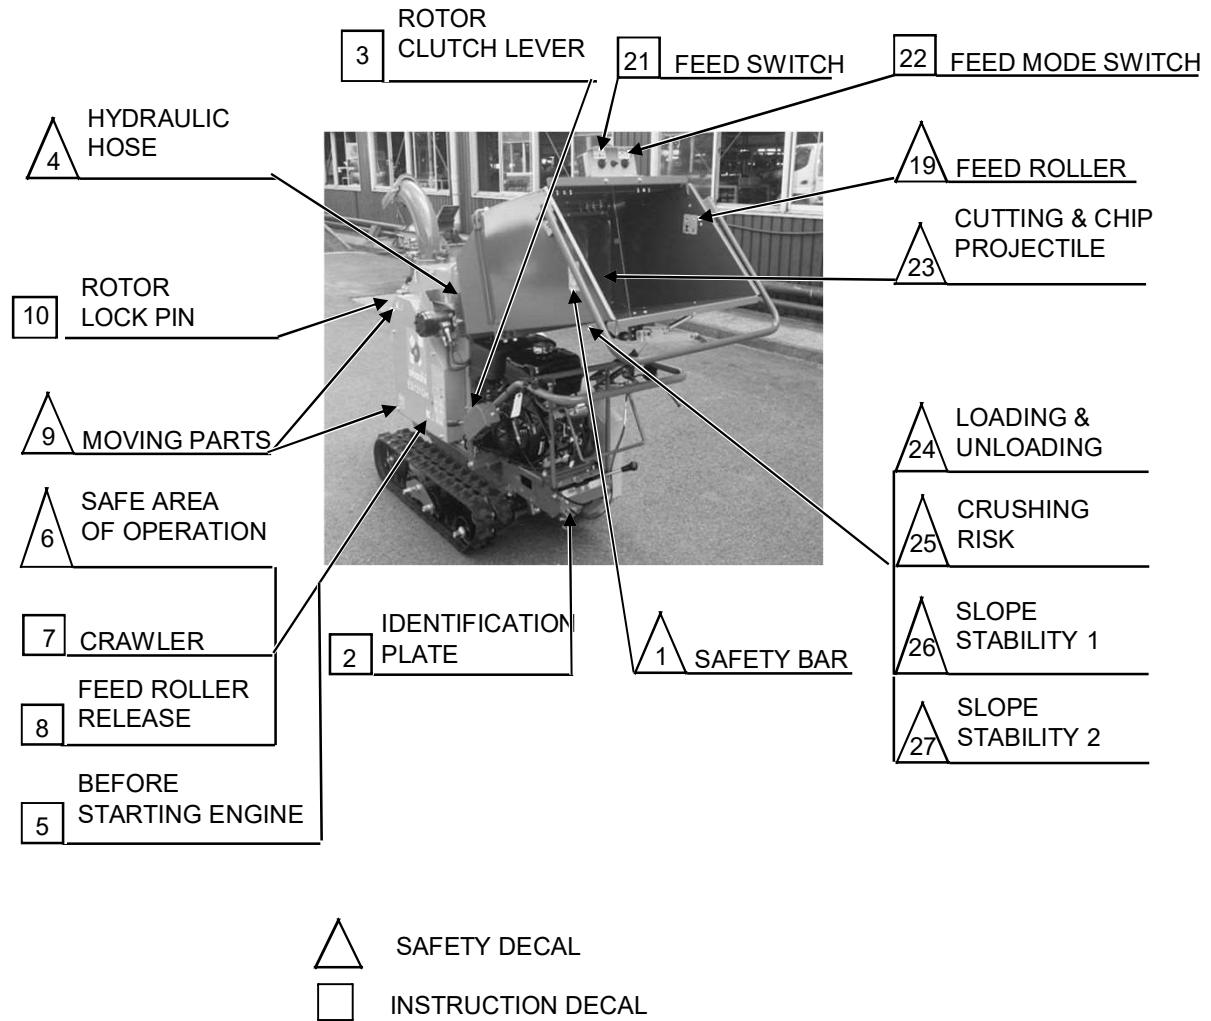 ROTOR
3 CLUTCH LEVER
21 FEED SWITCH
22 FEED MODE SWITCH
HYDRAULIC
4 HOSE
19 FEED ROLLER
CUTTING & CHIP
23 PROJECTILE
ROTOR
10 LOCK PIN
9 MOVING PARTS
LOADING &
24 UNLOADING
SAFE AREA
6 OF OPERATION
CRUSHING
25 RISK
7 CRAWLER
IDENTIFICATION
2 PLATE
1 SAFETY BAR
SLOPE
26 STABILITY 1
FEED ROLLER
8 RELEASE
SLOPE
27 STABILITY 2
BEFORE
5 STARTING ENGINE
SAFETY DECAL
INSTRUCTION DECAL